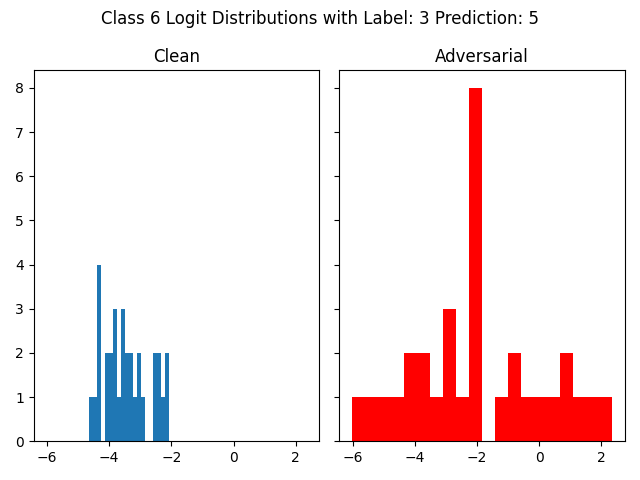 Class 6 Logit Distributions with Label: 3 Prediction: 5
Clean
Adversarial
8
7
6
5
4
3
2
1
0
−6 −4 −2 0 2
−6 −4 −2 0 2